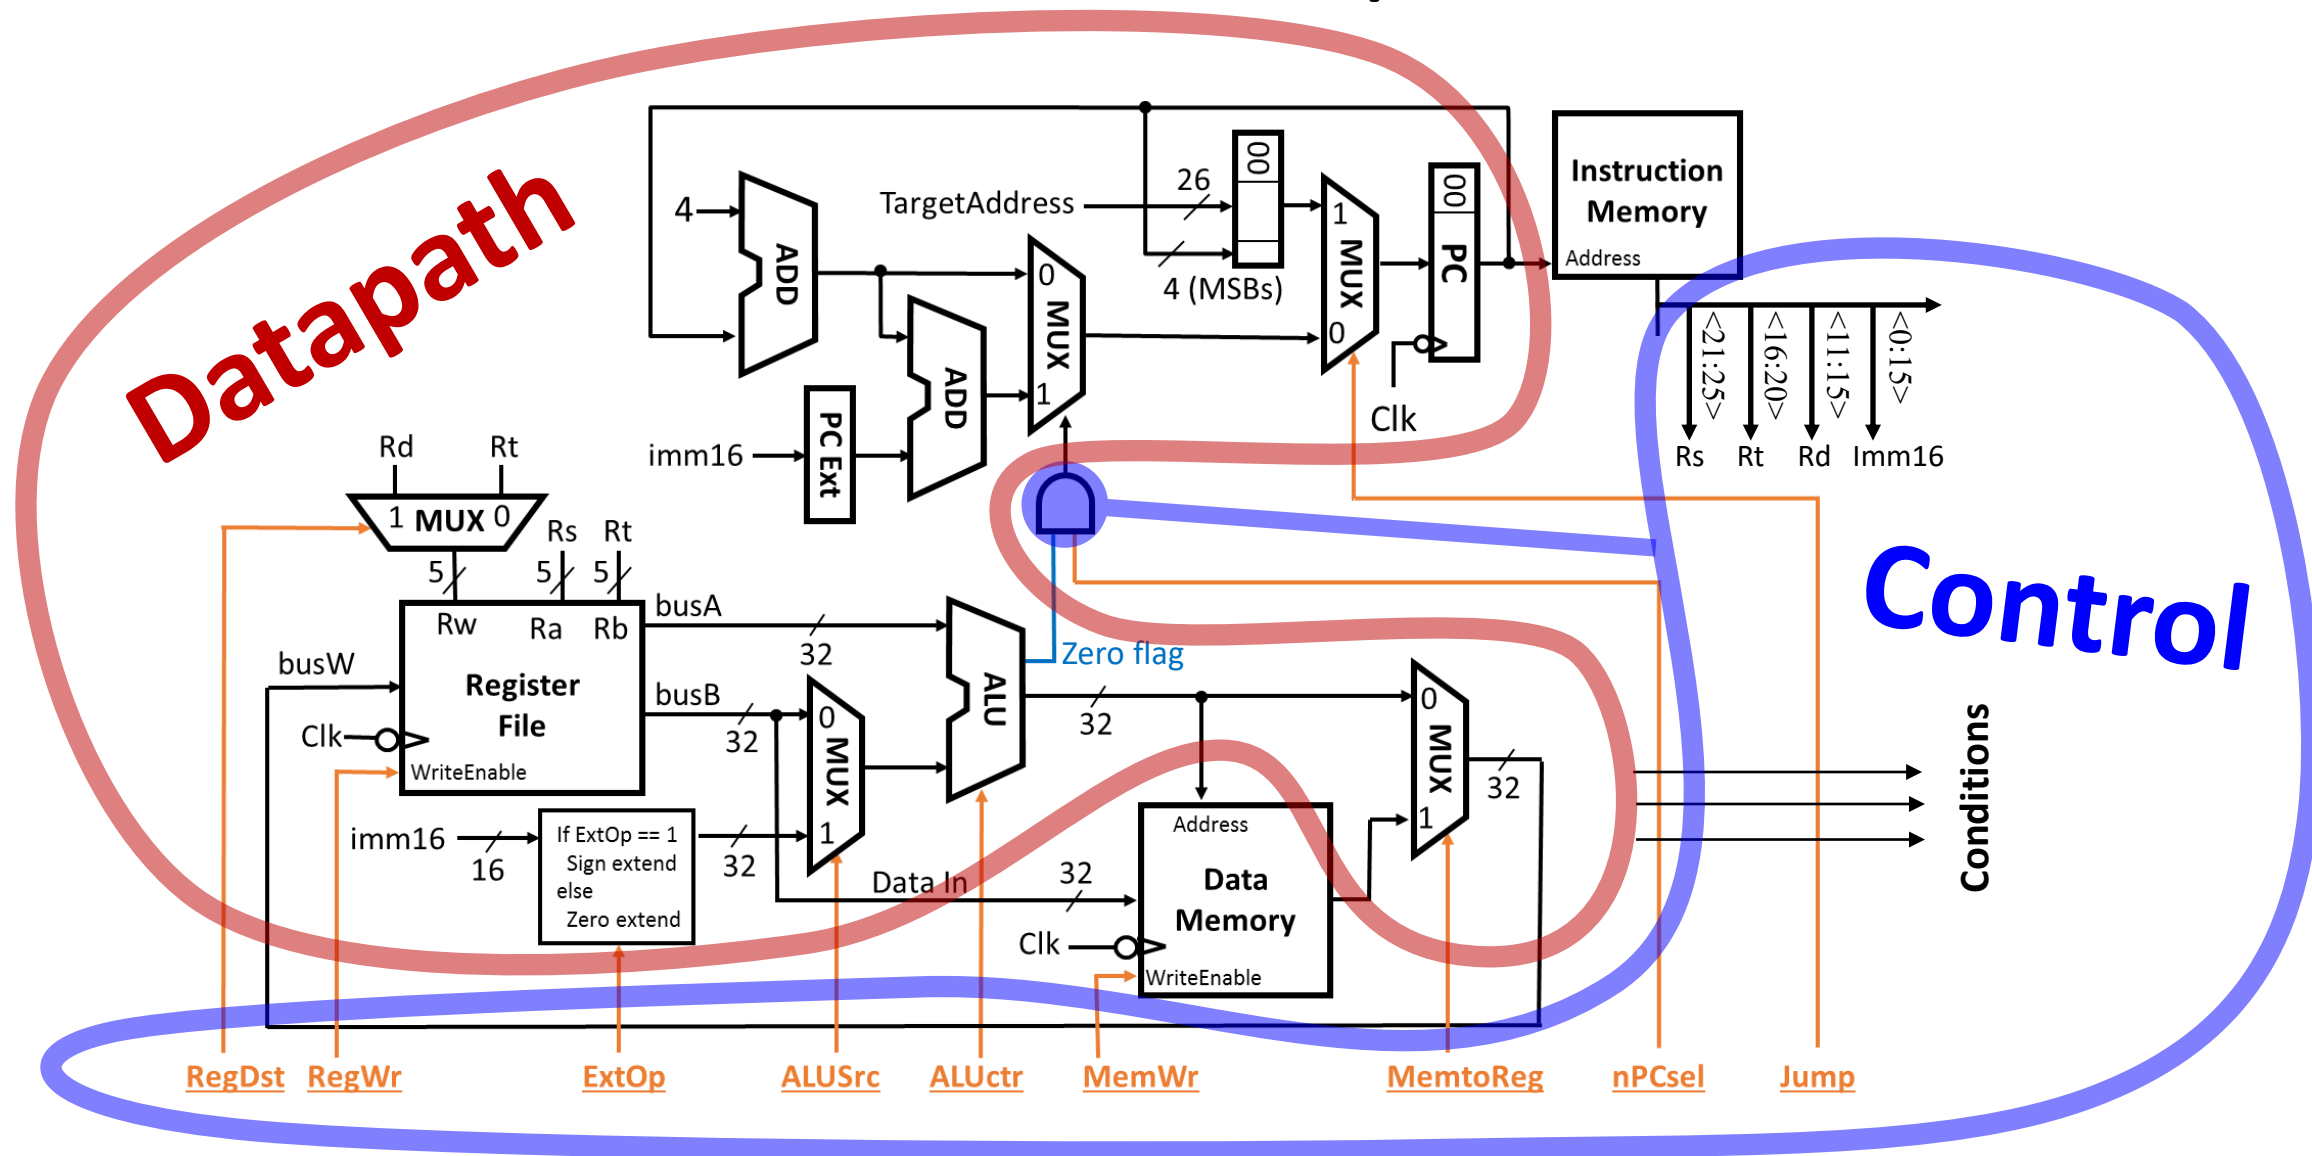 Datapath
Control
4
ADD
TargetAddress
26
4 (MSBs)
00
1
MUX
0
00
PC
Clk
Instruction
Memory
Address
<21:25>
<16:20>
<11:15>
<0:15>
Rs
Rt
Rd
Imm16
0
MUX
1
ADD
imm16
PC Ext
Rd
Rt
1 MUX 0
5
Rs
5
Rt
5
Rw
Ra
Rb
busW
Register
File
Clk
WriteEnable
busA
32
busB
32
0
MUX
1
imm16
16
If ExtOp == 1
Sign extend
else
Zero extend
32
ALU
Zero flag
32
Data In
32
Address
Data
Memory
Clk
WriteEnable
0
MUX
1
32
Conditions
RegDst
RegWr
ExtOp
ALUSrc
ALUctr
MemWr
MemtoReg
nPCsel
Jump